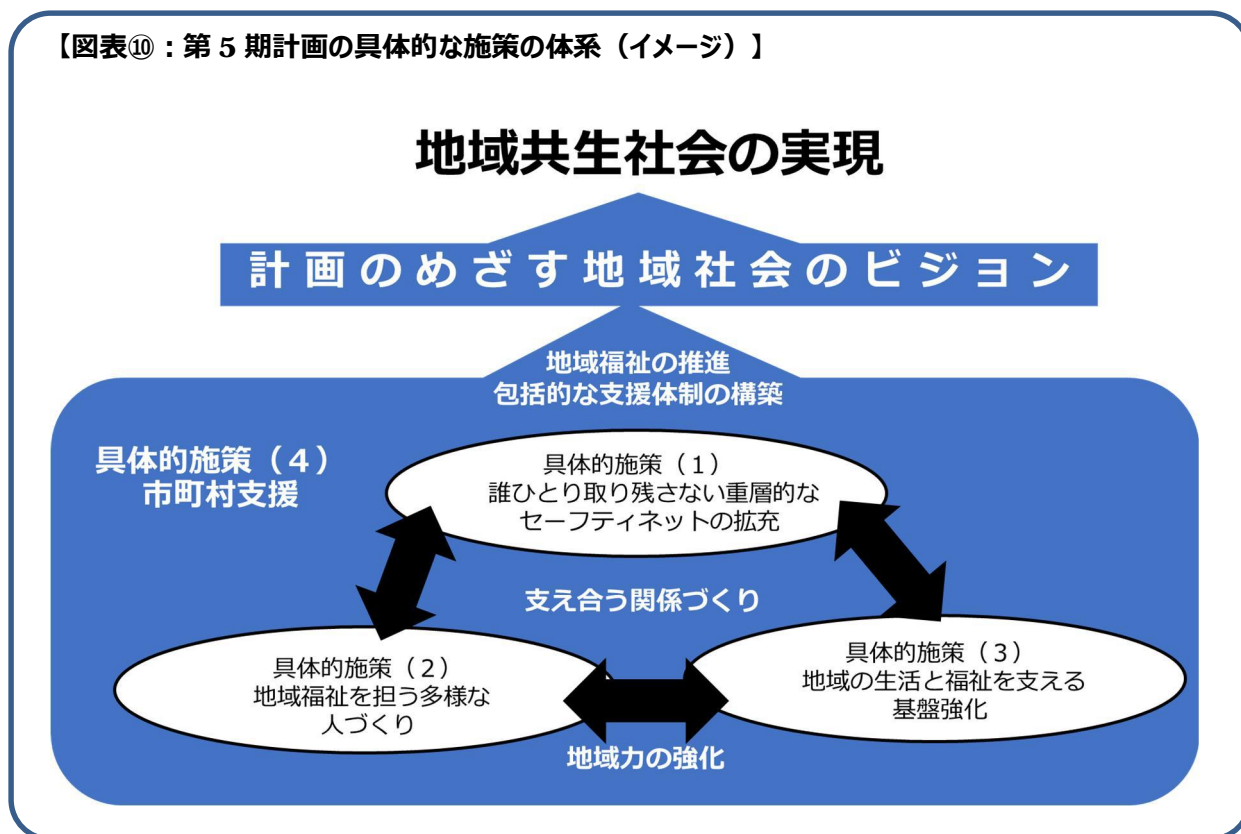 【図表⑩：第5期計画の具体的な施策の体系（イメージ）】
地域共生社会の実現
計画のめざす地域社会のビジョン
地域福祉の推進
包括的な支援体制の構築
具体的施策（４）
市町村支援
具体的施策（１）
誰ひとり取り残さない重層的な
セーフティネットの拡充
支え合う関係づくり
具体的施策（２）
地域福祉を担う多様な
人づくり
具体的施策（３）
地域の生活と福祉を支える
基盤強化
地域力の強化